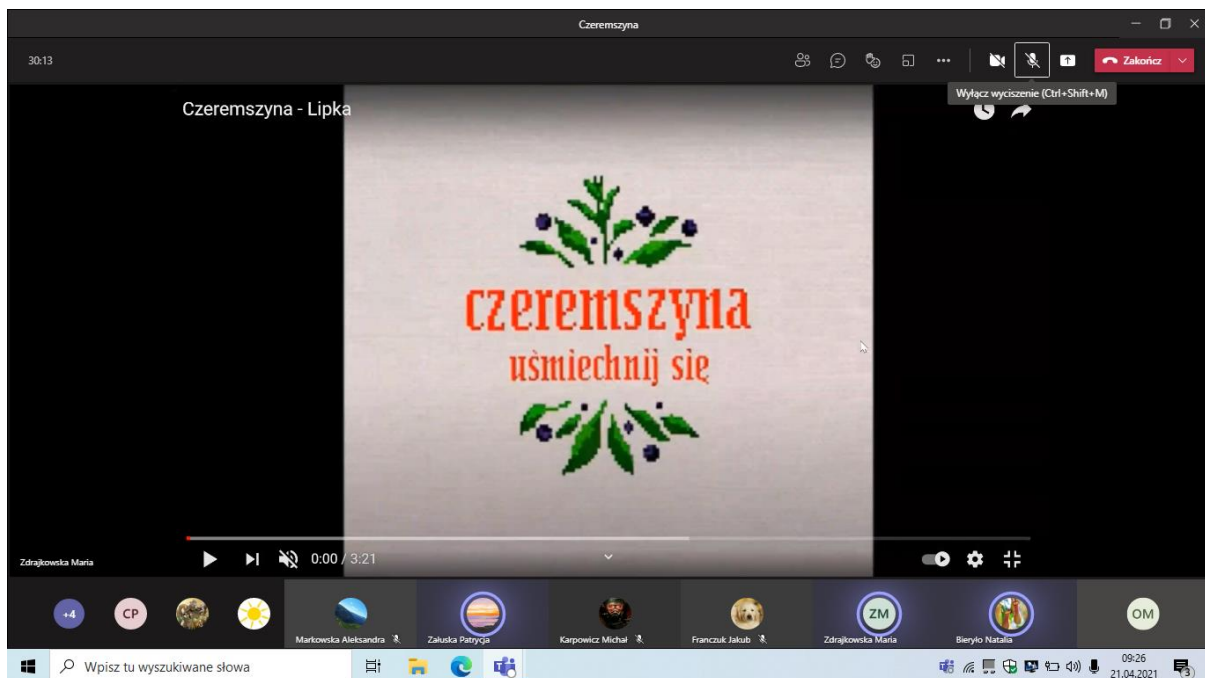 Czeremszyna
30:13
Zakończ
Wyłącz wyciszenie (Ctrl+Shift+M)
Czeremszyna - Lipka
czeremszyna
uśmiechnij się
0:00 / 3:21
Zdrajkowska Maria
+4
CP
ZM
OM
Markowska Aleksandra
Załuska Patrycja
Karpowicz Michał
Franczuk Jakub
Zdrajkowska Maria
Bieryło Natalia
Wpisz tu wyszukiwane słowa
09:26
21.04.2021
3